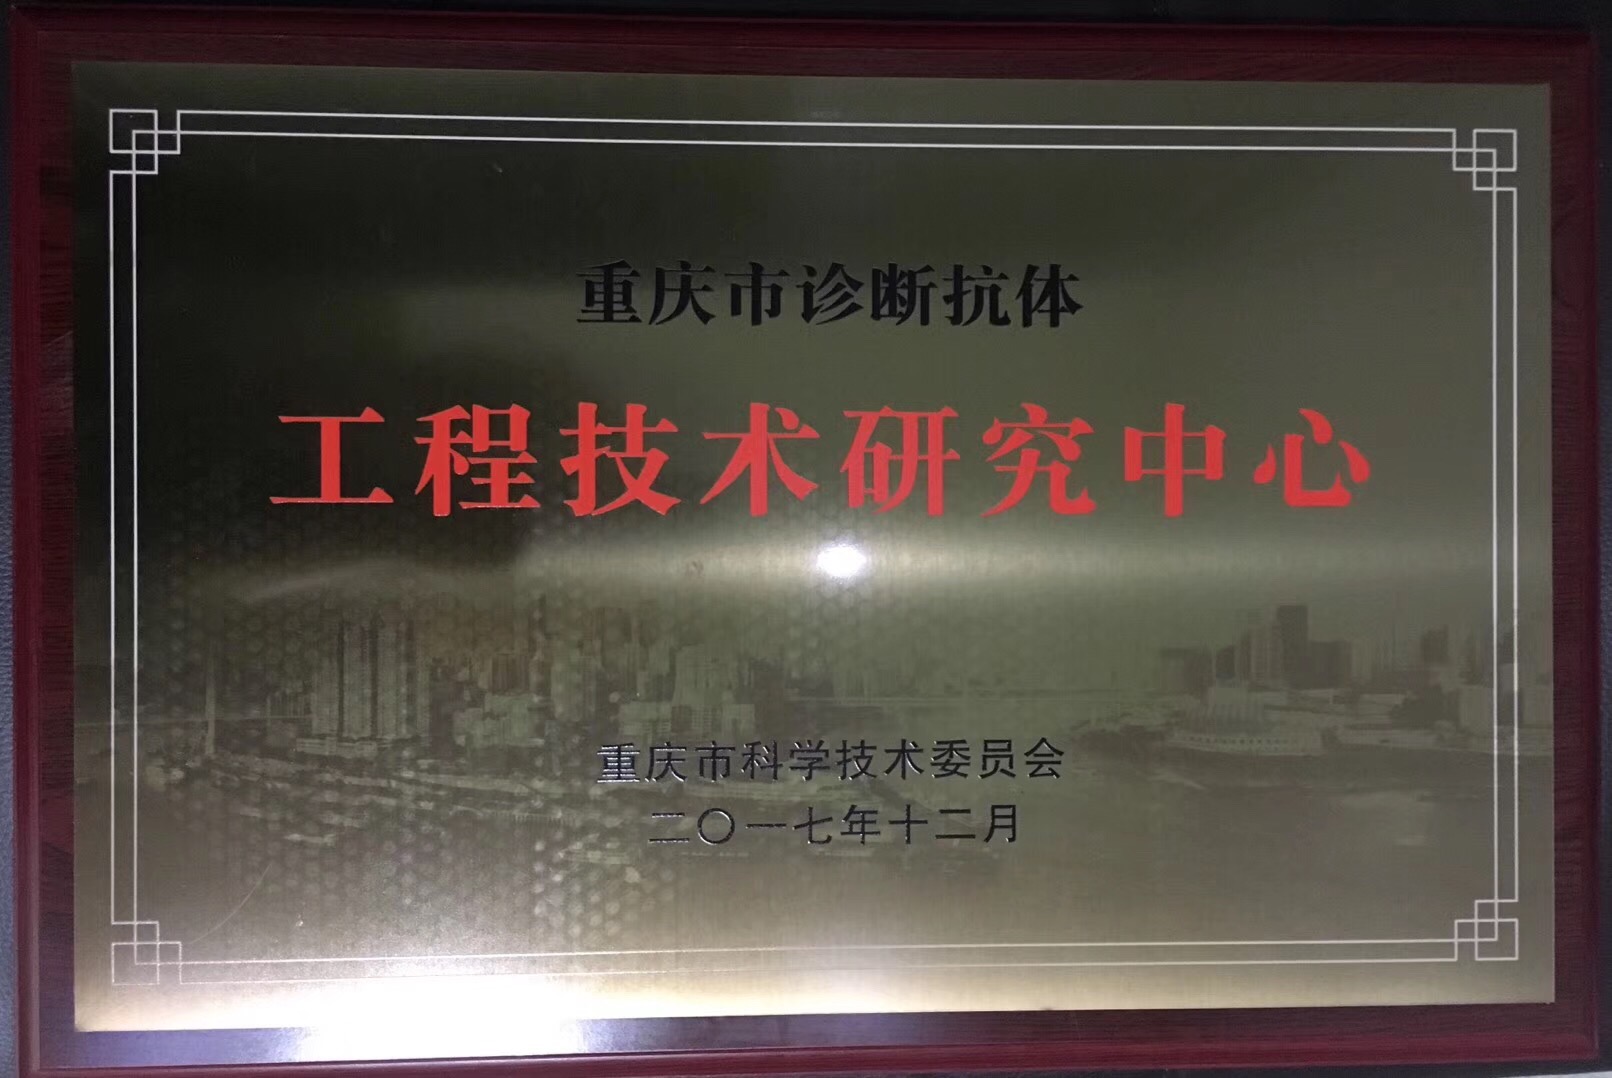 重庆市诊断抗体
工程技术研究中心
重庆市科学技术委员会
二〇一七年十二月